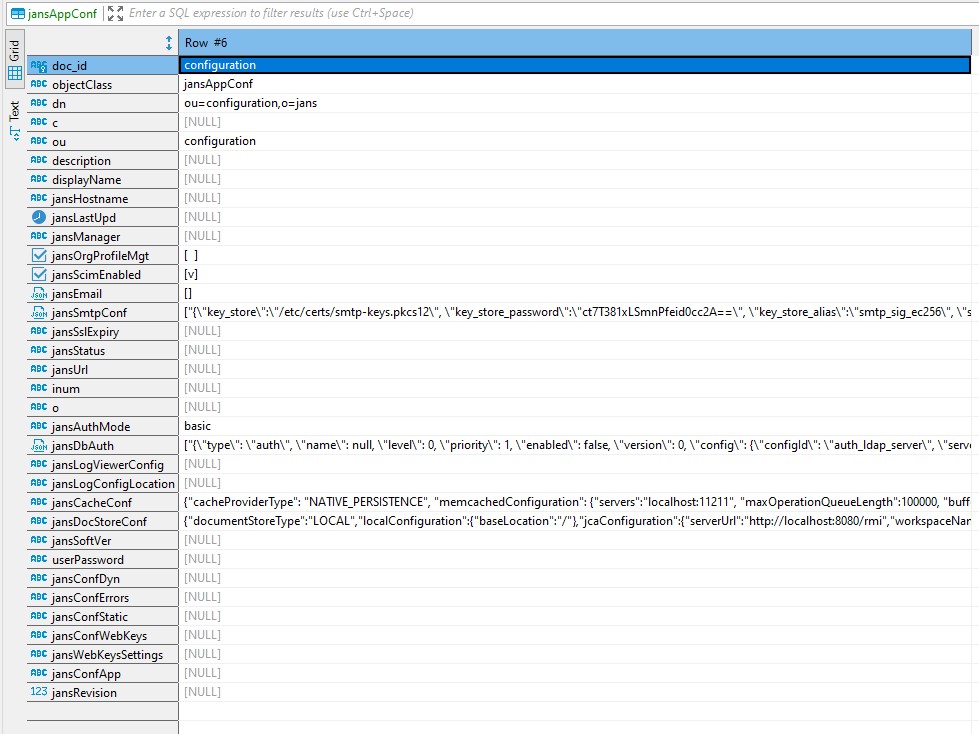 jansAppConf Enter a SQL expression to filter results (use Ctrl+Space)
Grid
Text
Row #6
ABC doc_id configuration
ABC objectClass jansAppConf
ABC dn ou=configuration,o=jans
ABC c [NULL]
ABC ou configuration
ABC description [NULL]
ABC displayName [NULL]
ABC jansHostname [NULL]
jansLastUpd [NULL]
ABC jansManager [NULL]
jansOrgProfileMgt [ ]
jansScimEnabled [v]
JSON jansEmail []
JSON jansSmtpConf ["{\"key_store\":\"/etc/certs/smtp-keys.pkcs12\", \"key_store_password\":\"ct7T381xLSmnPfeid0cc2A==\", \"key_store_alias\":\"smtp_sig_ec256\", \"s
ABC jansSslExpiry [NULL]
ABC jansStatus [NULL]
ABC jansUrl [NULL]
ABC inum [NULL]
ABC o [NULL]
ABC jansAuthMode basic
JSON jansDbAuth ["{\"type\": \"auth\", \"name\": null, \"level\": 0, \"priority\": 1, \"enabled\": false, \"version\": 0, \"config\": {\"configId\": \"auth_ldap_server\", \"serv
ABC jansLogViewerConfig [NULL]
ABC jansLogConfigLocation [NULL]
ABC jansCacheConf {"cacheProviderType": "NATIVE_PERSISTENCE", "memcachedConfiguration": {"servers":"localhost:11211", "maxOperationQueueLength":100000, "buff
ABC jansDocStoreConf {"documentStoreType":"LOCAL","localConfiguration":{"baseLocation":"/"},"jcaConfiguration":{"serverUrl":"http://localhost:8080/rmi","workspaceNam
ABC jansSoftVer [NULL]
ABC userPassword [NULL]
ABC jansConfDyn [NULL]
ABC jansConfErrors [NULL]
ABC jansConfStatic [NULL]
ABC jansConfWebKeys [NULL]
ABC jansWebKeysSettings [NULL]
ABC jansConfApp [NULL]
123 jansRevision [NULL]